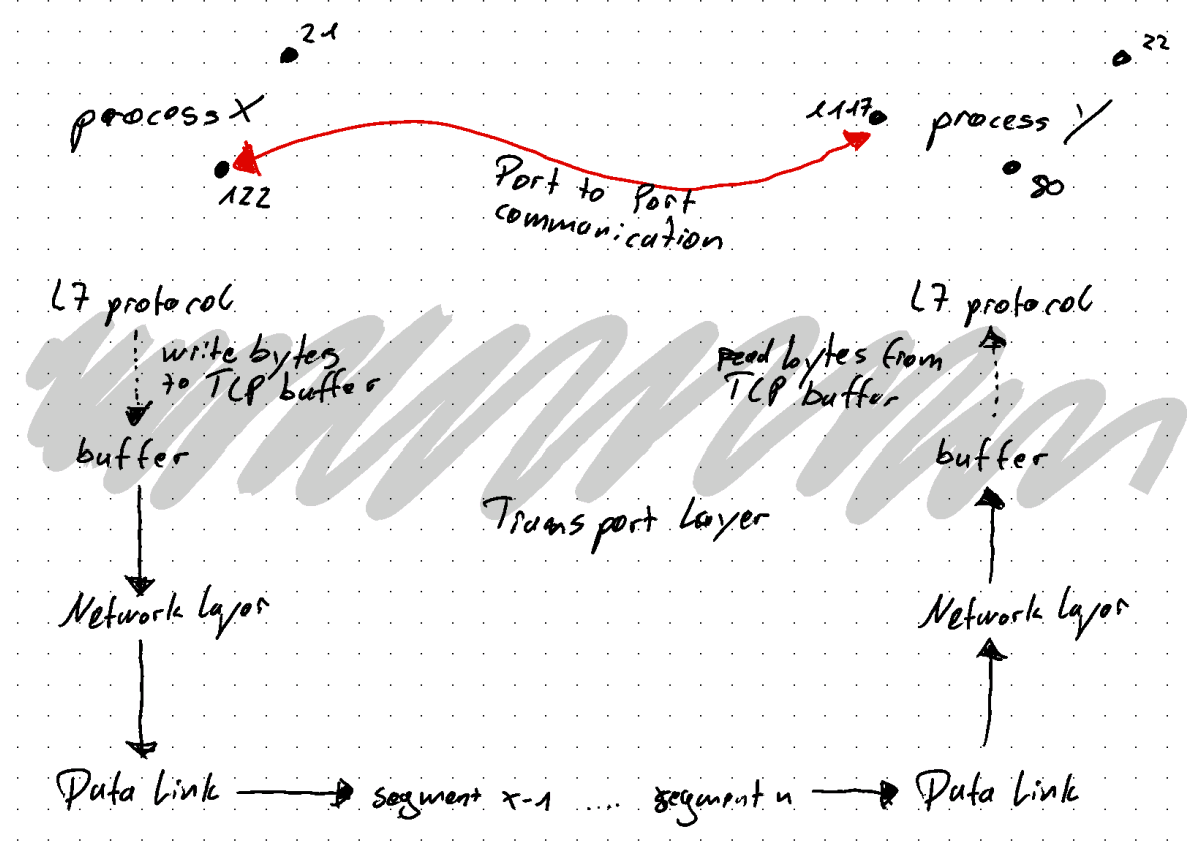 21
22
process X
1117
process Y
122
80
Port to Port
communication
L7 protocol
L7 protocol
write bytes
to TCP buffer
read bytes from
TCP buffer
buffer
buffer
Transport Layer
Network Layer
Network Layer
Data Link
segment x-1 .... segment n
Data Link